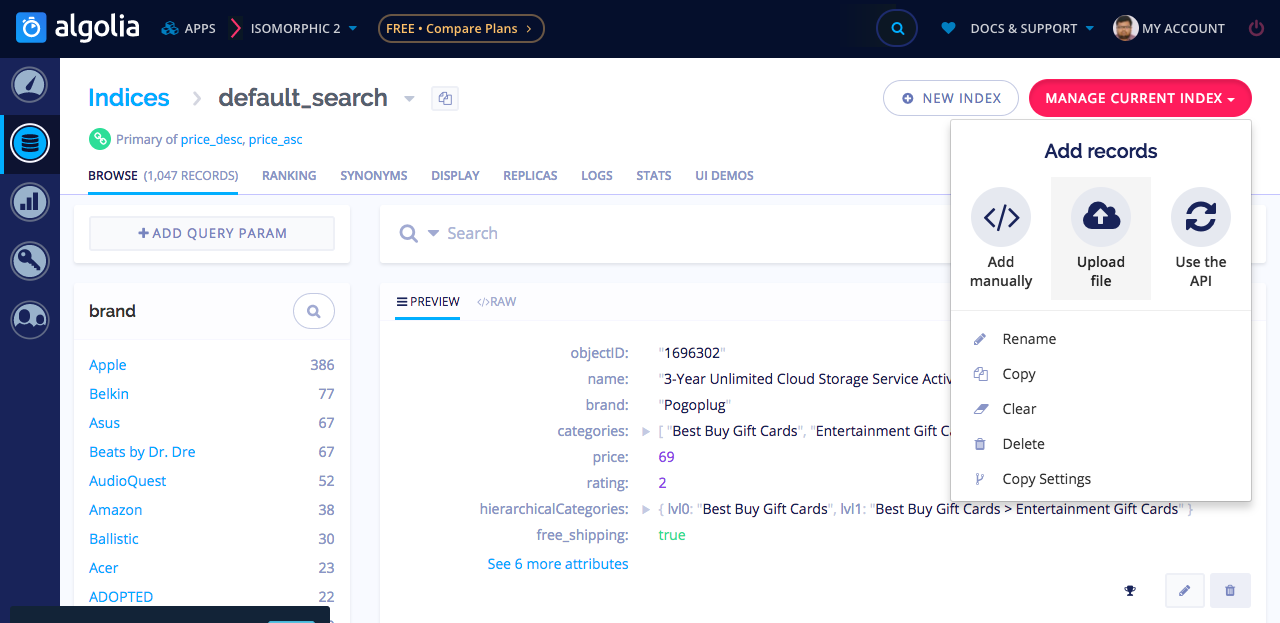 algolia
APPS
ISOMORPHIC 2
FREE • Compare Plans >
DOCS & SUPPORT
MY ACCOUNT
Indices
default_search
NEW INDEX
MANAGE CURRENT INDEX
Primary of price_desc, price_asc
BROWSE (1,047 RECORDS)
RANKING
SYNONYMS
DISPLAY
REPLICAS
LOGS
STATS
UI DEMOS
+ ADD QUERY PARAM
Search
Add records
</>
Add
manually
Upload
file
Use the
API
Rename
Copy
Clear
Delete
Copy Settings
brand
Apple 386
Belkin 77
Asus 67
Beats by Dr. Dre 67
AudioQuest 52
Amazon 38
Ballistic 30
Acer 23
ADOPTED 22
PREVIEW
</>RAW
objectID: "1696302"
name: "3-Year Unlimited Cloud Storage Service Activ
brand: "Pogoplug"
categories: [ "Best Buy Gift Cards", "Entertainment Gift Ca
price: 69
rating: 2
hierarchicalCategories: { lvl0: "Best Buy Gift Cards", lvl1: "Best Buy Gift Cards > Entertainment Gift Cards" }
free_shipping: true
See 6 more attributes